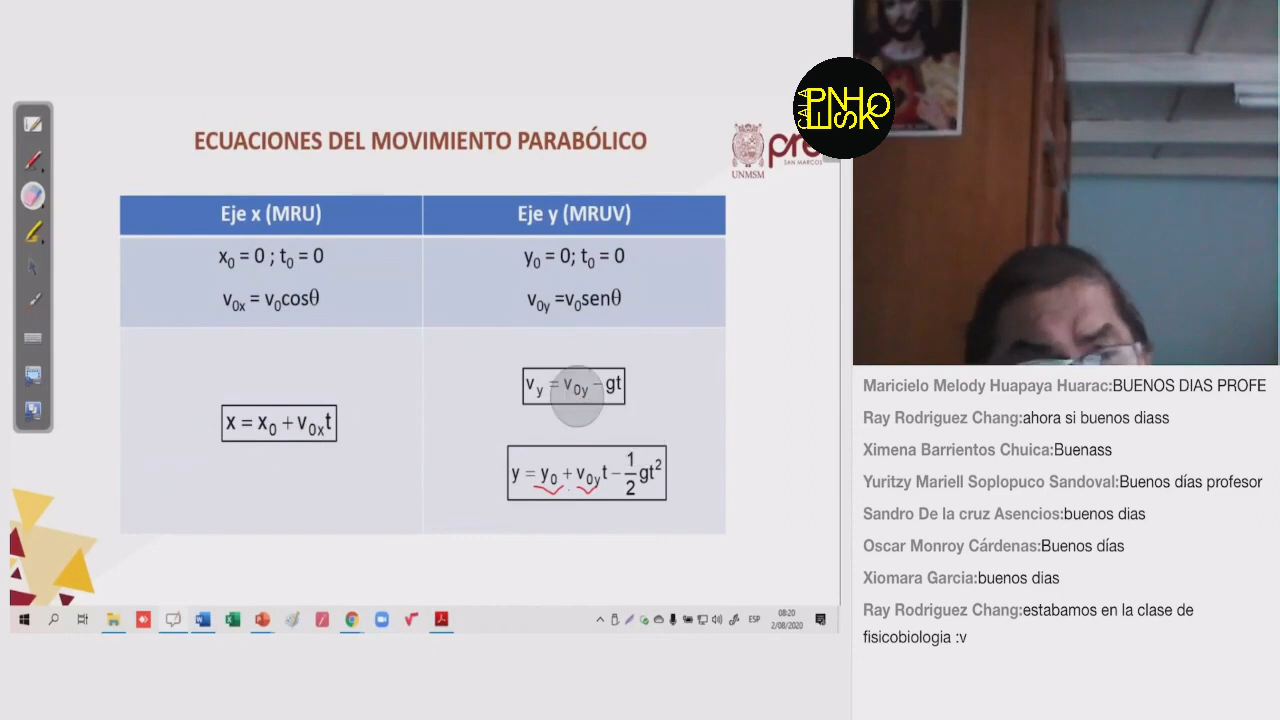 ECUACIONES DEL MOVIMIENTO PARABÓLICO
UNMSM
pre
SAN MARCOS
Eje x (MRU)
Eje y (MRUV)
x₀ = 0 ; t₀ = 0
y₀ = 0; t₀ = 0
v₀ₓ = v₀cosθ
v₀y =v₀senθ
x = x₀ + v₀ₓt
vy = v₀y − gt
y = y₀ + v₀yt − 1/2 gt²
ESP
08:20
2/08/2020
Maricielo Melody Huapaya Huarac:BUENOS DIAS PROFE
Ray Rodriguez Chang:ahora si buenos diass
Ximena Barrientos Chuica:Buenass
Yuritzy Mariell Soplopuco Sandoval:Buenos días profesor
Sandro De la cruz Asencios:buenos dias
Oscar Monroy Cárdenas:Buenos días
Xiomara Garcia:buenos dias
Ray Rodriguez Chang:estabamos en la clase de
fisicobiologia :v